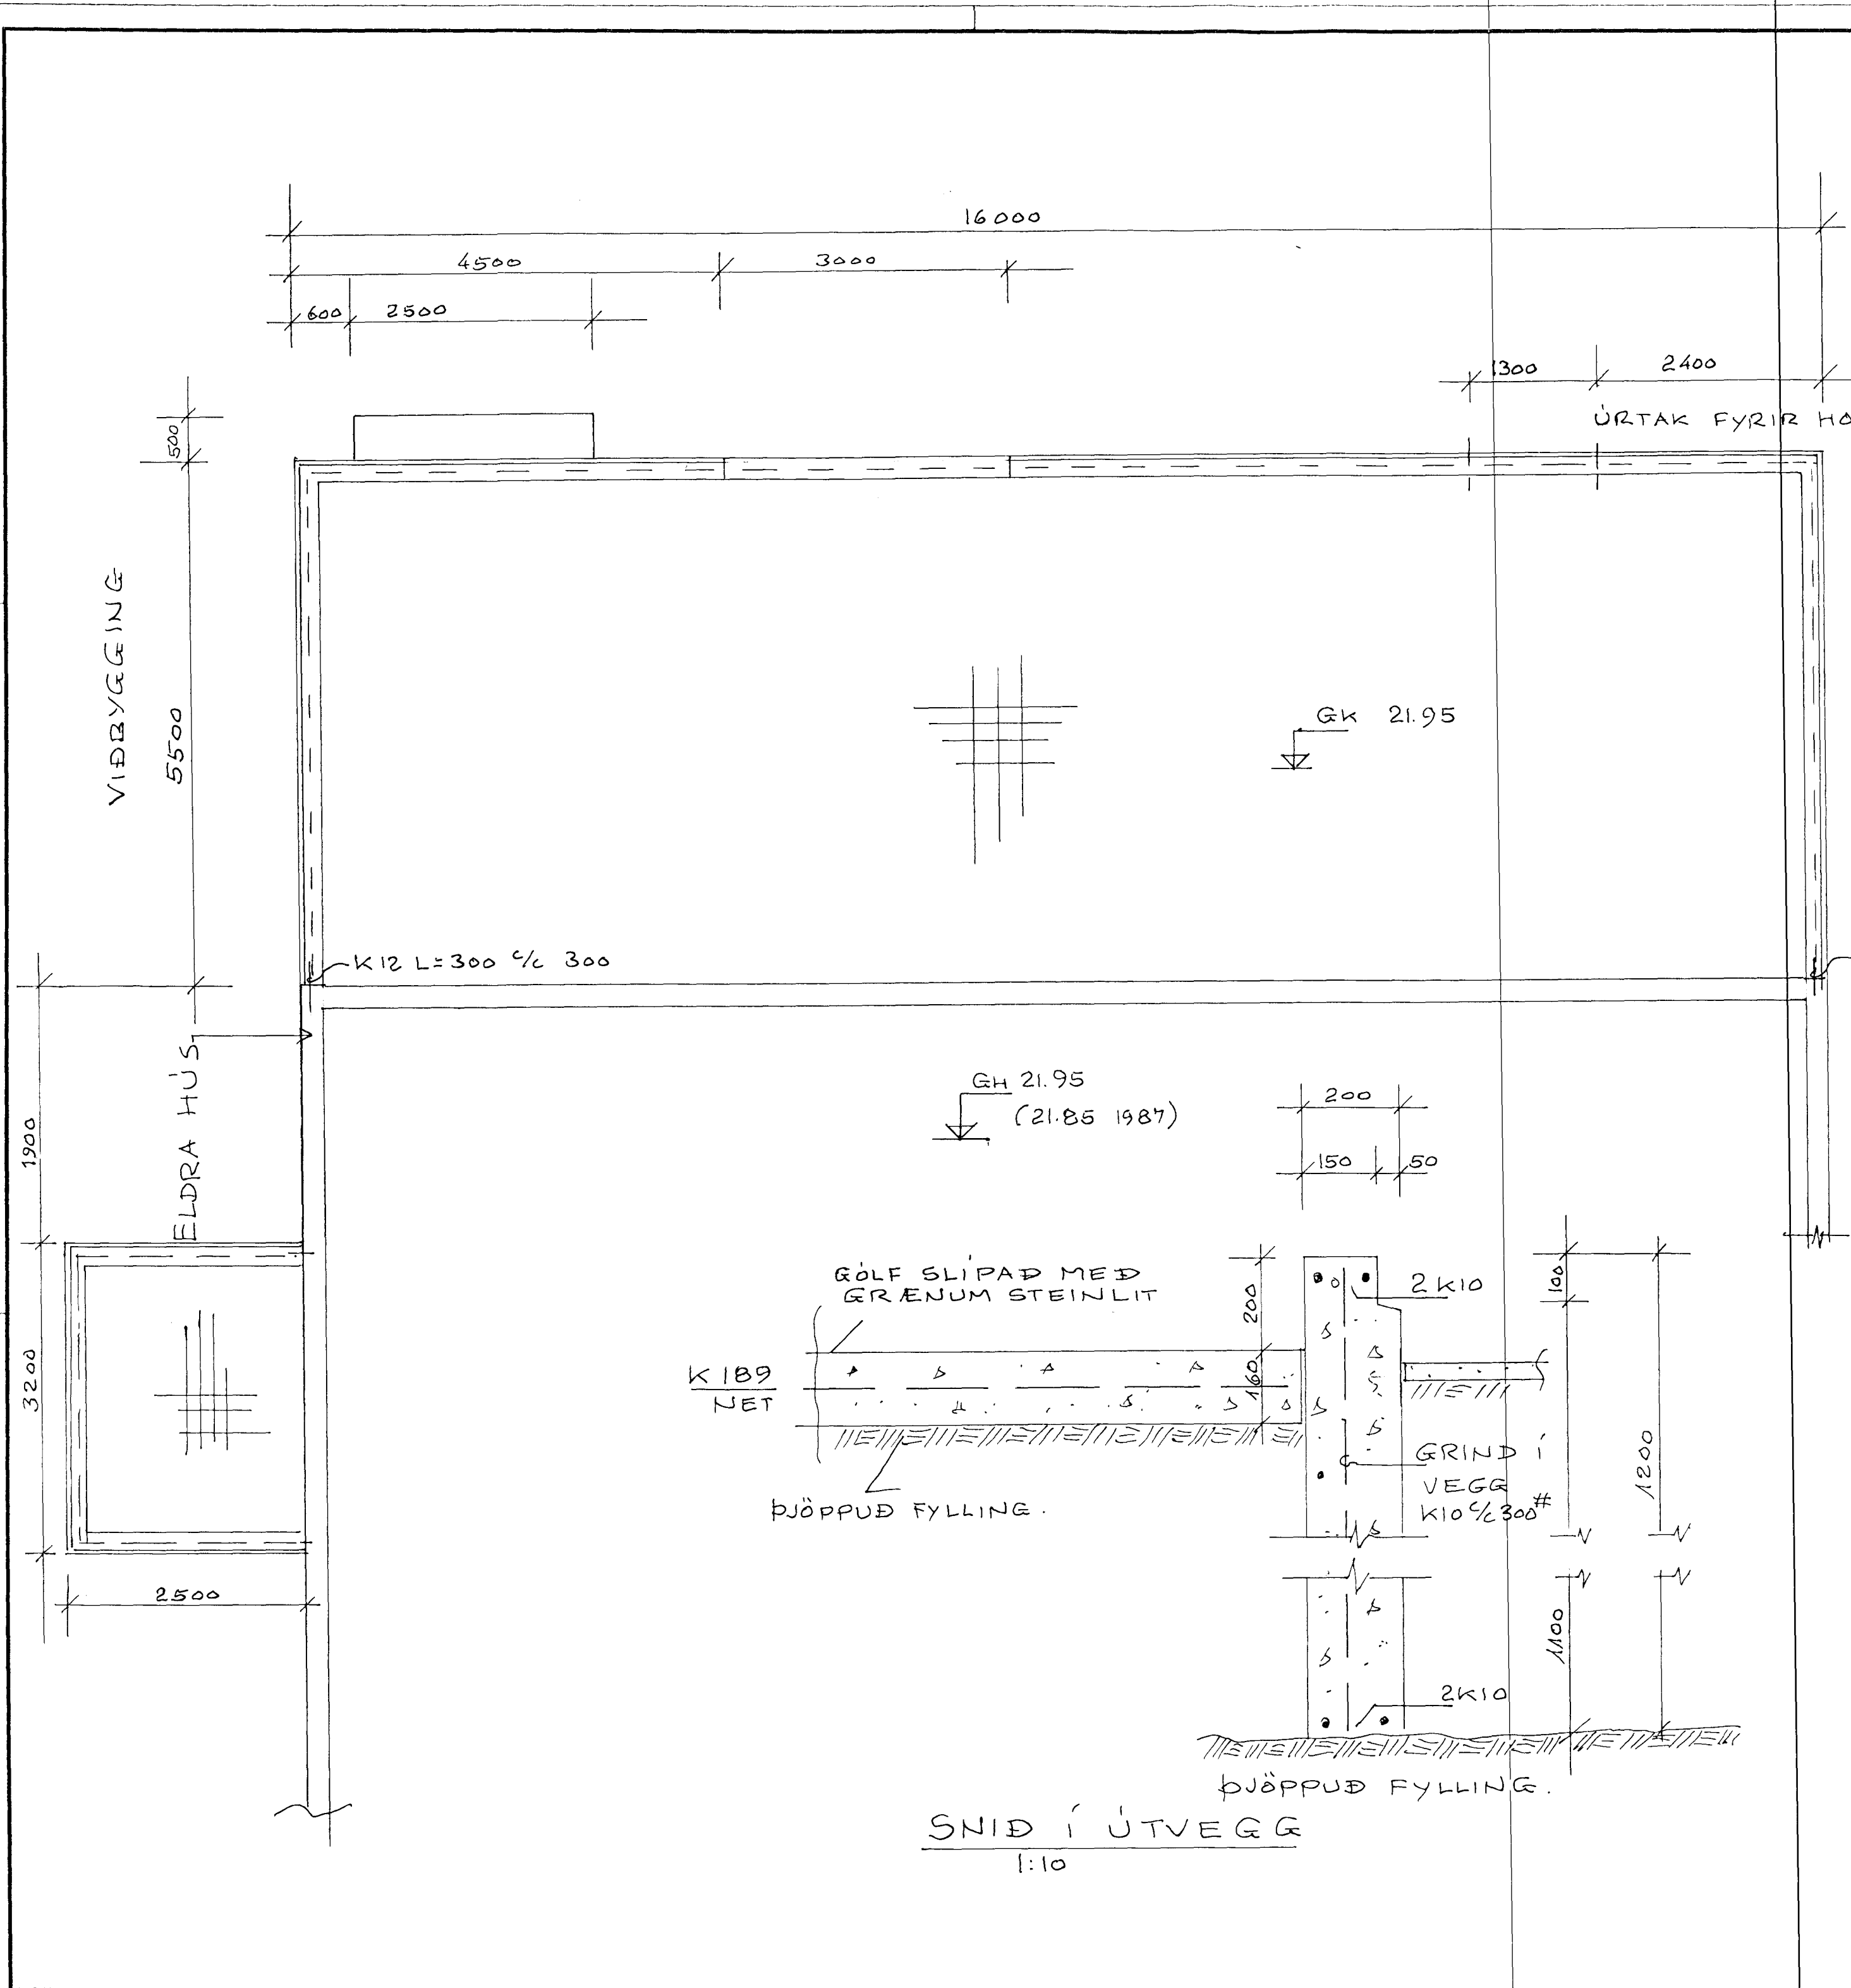 16000
4500
3000
600
2500
1300
2400
ÚRTAK FYRIR
500
VIÐBYGGING
5500
GK 21.95
K12 L=300 c/c 300
ELDRA HÚS
1900
3200
2500
GH 21.95
(21.85 1987)
200
150
50
GÓLF SLÍPAÐ MEÐ
GRÆNUM STEINLIT
K189
NET
200
160
2 K10
100
1200
GRIND Í
VEGG
K10 c/c 300#
ÞJÖPPUÐ FYLLING.
1100
2K10
ÞJÖPPUÐ FYLLING.
SNIÐ Í ÚTVEGG
1:10